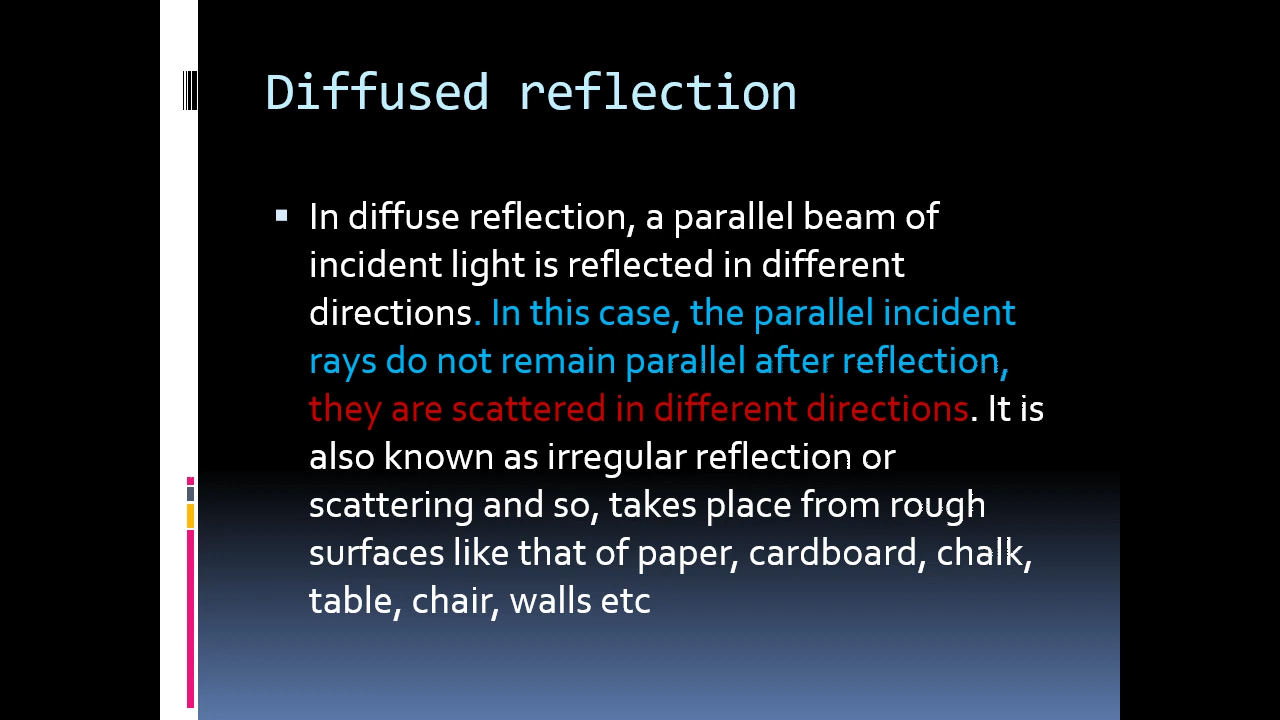 Diffused reflection
In diffuse reflection, a parallel beam of
incident light is reflected in different
directions. In this case, the parallel incident
rays do not remain parallel after reflection,
they are scattered in different directions. It is
also known as irregular reflection or
scattering and so, takes place from rough
surfaces like that of paper, cardboard, chalk,
table, chair, walls etc